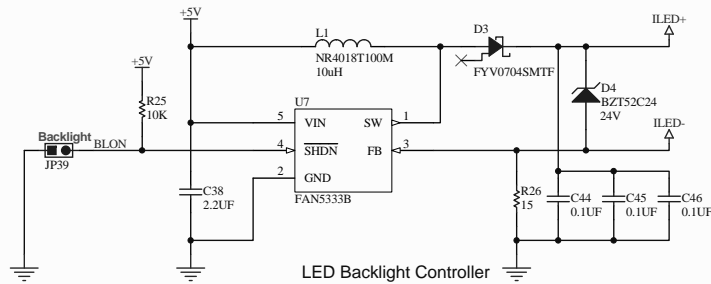 +5V
L1
NR4018T100M
10uH
D3
FYV0704SMTF
ILED+
+5V
R25
10K
U7
5 VIN SW 1
4 SHDN FB 3
2 GND
FAN5333B
D4
BZT52C24
24V
ILED-
Backlight
BLON
JP39
C38
2.2UF
R26
15
C44
0.1UF
C45
0.1UF
C46
0.1UF
LED Backlight Controller